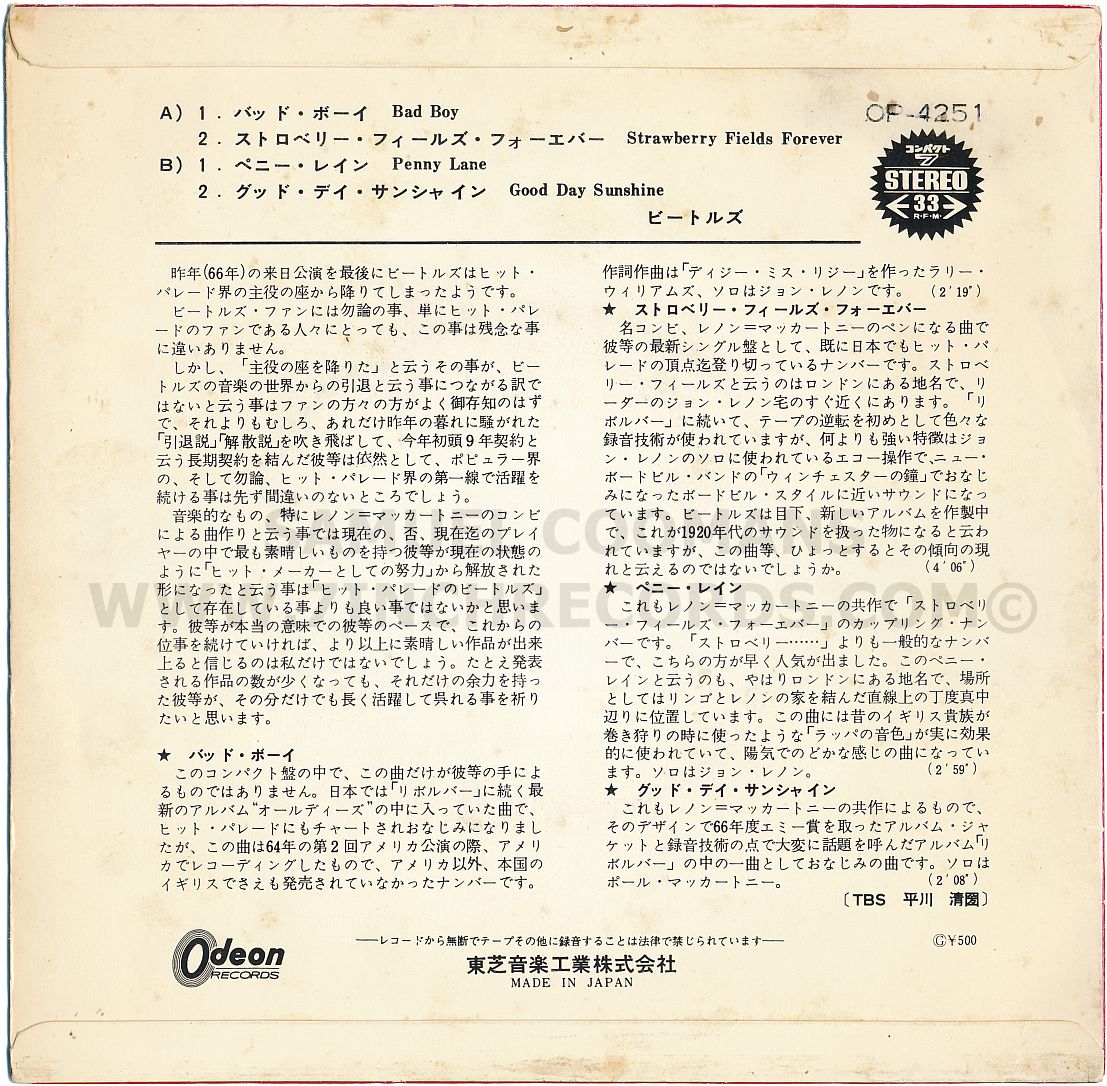 A) 1. バッド・ボーイ Bad Boy
2. ストロベリー・フィールズ・フォーエバー Strawberry Fields Forever
B) 1. ペニー・レイン Penny Lane
2. グッド・デイ・サンシャイン Good Day Sunshine
ビートルズ
OP-4251
コンパクト
7
STEREO
33
R·P·M·
昨年(66年)の来日公演を最後にビートルズはヒット・
パレード界の主役の座から降りてしまったようです。
ビートルズ・ファンには勿論の事、単にヒット・パレ
ードのファンである人々にとっても、この事は残念な事
に違いありません。
しかし、「主役の座を降りた」と云うその事が、ビー
トルズの音楽の世界からの引退と云う事につながる訳で
はないと云う事はファンの方々の方がよく御存知のはず
で、それよりもむしろ、あれだけ昨年の暮れに騒がれた
「引退説」「解散説」を吹き飛ばして、今年初頭9年契約と
云う長期契約を結んだ彼等は依然として、ポピュラー界
の、そして勿論、ヒット・パレード界の第一線で活躍を
続ける事は先ず間違いのないところでしょう。
音楽的なもの、特にレノン=マッカートニーのコンビ
による曲作りと云う事では現在の、否、現在迄のプレイ
ヤーの中で最も素晴しいものを持つ彼等が現在の状態の
ように「ヒット・メーカーとしての努力」から解放された
形になったと云う事は「ヒット・パレードのビートルズ」
として存在している事よりも良い事ではないかと思いま
す。彼等が本当の意味での彼等のペースで、これからの
位事を続けていければ、より以上に素晴しい作品が出来
上ると信じるのは私だけではないでしょう。たとえ発表
される作品の数が少くなっても、それだけの余力を持っ
た彼等が、その分だけでも長く活躍して呉れる事を祈り
たいと思います。
★ バッド・ボーイ
このコンパクト盤の中で、この曲だけが彼等の手によ
るものではありません。日本では「リボルバー」に続く最
新のアルバム“オールディーズ”の中に入っていた曲で、
ヒット・パレードにもチャートされおなじみになりまし
たが、この曲は64年の第2回アメリカ公演の際、アメリ
カでレコーディングしたもので、アメリカ以外、本国の
イギリスでさえも発売されていなかったナンバーです。
作詞作曲は「ディジー・ミス・リジー」を作ったラリー・
ウィリアムズ、ソロはジョン・レノンです。 (2′19″)
★ ストロベリー・フィールズ・フォーエバー
名コンビ、レノン=マッカートニーのペンになる曲で
彼等の最新シングル盤として、既に日本でもヒット・パ
レードの頂点迄登り切っているナンバーです。ストロベ
リー・フィールズと云うのはロンドンにある地名で、リ
ーダーのジョン・レノン宅のすぐ近くにあります。「リ
ボルバー」に続いて、テープの逆転を初めとして色々な
録音技術が使われていますが、何よりも強い特徴はジョ
ン・レノンのソロに使われているエコー操作で、ニュー・
ボードビル・バンドの「ウィンチェスターの鐘」でおなじ
みになったボードビル・スタイルに近いサウンドになっ
ています。ビートルズは目下、新しいアルバムを作製中
で、これが1920年代のサウンドを扱った物になると云わ
れていますが、この曲等、ひょっとするとその傾向の現
れと云えるのではないでしょうか。 (4′06″)
★ ペニー・レイン
これもレノン=マッカートニーの共作で「ストロベリ
ー・フィールズ・フォーエバー」のカップリング・ナン
バーです。「ストロベリー……」よりも一般的なナンバ
ーで、こちらの方が早く人気が出ました。このペニー・
レインと云うのも、やはりロンドンにある地名で、場所
としてはリンゴとレノンの家を結んだ直線上の丁度真中
辺りに位置しています。この曲には昔のイギリス貴族が
巻き狩りの時に使ったような「ラッパの音色」が実に効果
的に使われていて、陽気でのどかな感じの曲になってい
ます。ソロはジョン・レノン。 (2′59″)
★ グッド・デイ・サンシャイン
これもレノン=マッカートニーの共作によるもので、
そのデザインで66年度エミー賞を取ったアルバム・ジャ
ケットと録音技術の点で大変に話題を呼んだアルバム「リ
ボルバー」の中の一曲としておなじみの曲です。ソロは
ポール・マッカートニー。 (2′08″)
〔TBS 平川 清圀〕
SAMUEL COOMANS
RECORDS.COM©
Odeon
RECORDS
——レコードから無断でテープその他に録音することは法律で禁じられています——
東芝音楽工業株式会社
MADE IN JAPAN
Ⓖ¥500